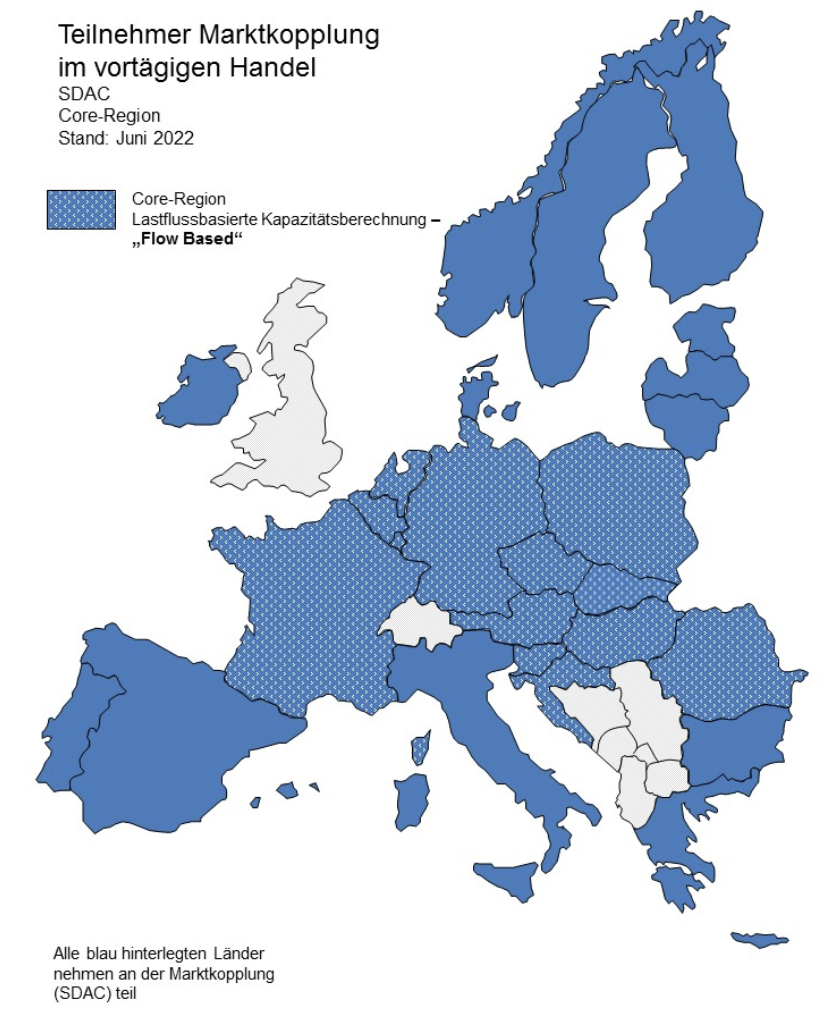 Teilnehmer Marktkopplung
im vortägigen Handel
SDAC
Core-Region
Stand: Juni 2022
Core-Region
Lastflussbasierte Kapazitätsberechnung –
„Flow Based“
Alle blau hinterlegten Länder
nehmen an der Marktkopplung
(SDAC) teil